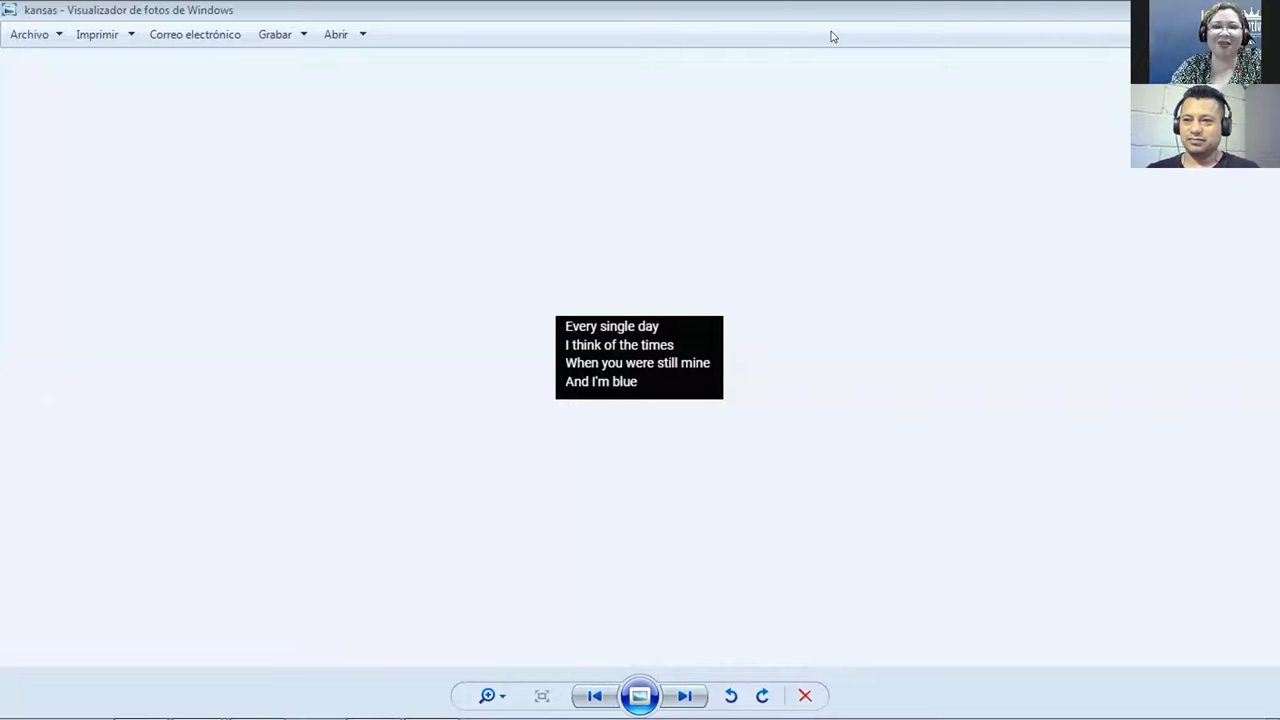 kansas - Visualizador de fotos de Windows
Archivo Imprimir Correo electrónico Grabar Abrir
Every single day
I think of the times
When you were still mine
And I'm blue